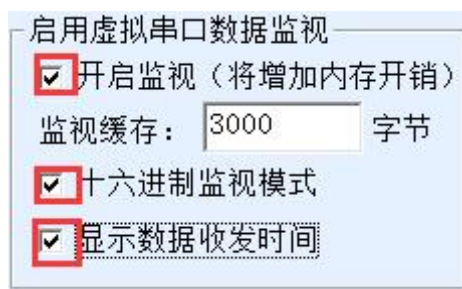 启用虚拟串口数据监视
开启监视（将增加内存开销）
监视缓存： 3000 字节
十六进制监视模式
显示数据收发时间